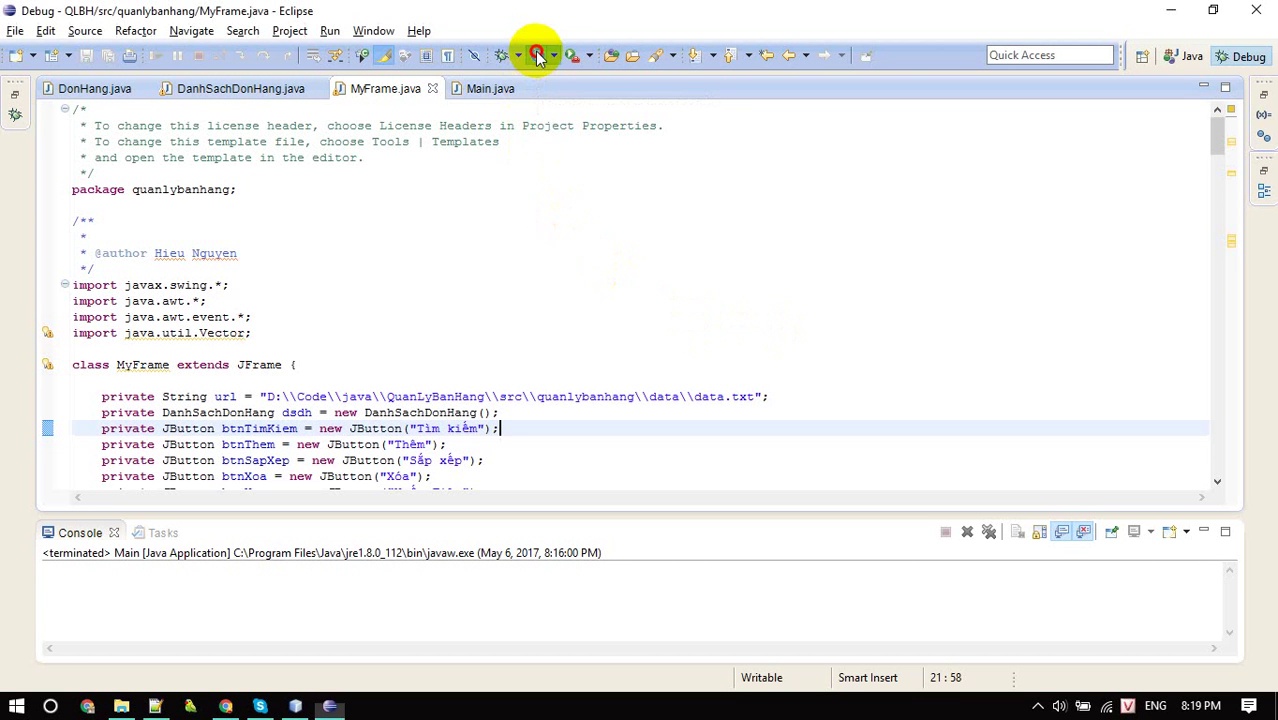 Debug - QLBH/src/quanlybanhang/MyFrame.java - Eclipse
File Edit Source Refactor Navigate Search Project Run Window Help
Quick Access
Java
Debug
DonHang.java
DanhSachDonHang.java
MyFrame.java
Main.java
/*
* To change this license header, choose License Headers in Project Properties.
* To change this template file, choose Tools | Templates
* and open the template in the editor.
*/
package quanlybanhang;
/**
*
* @author Hieu Nguyen
*/
import javax.swing.*;
import java.awt.*;
import java.awt.event.*;
import java.util.Vector;
class MyFrame extends JFrame {
private String url = "D:\\Code\\java\\QuanLyBanHang\\src\\quanlybanhang\\data\\data.txt";
private DanhSachDonHang dsdh = new DanhSachDonHang();
private JButton btnTimKiem = new JButton("Tìm kiếm");
private JButton btnThem = new JButton("Thêm");
private JButton btnSapXep = new JButton("Sắp xếp");
private JButton btnXoa = new JButton("Xóa");
Console
Tasks
<terminated> Main [Java Application] C:\Program Files\Java\jre1.8.0_112\bin\javaw.exe (May 6, 2017, 8:16:00 PM)
Writable
Smart Insert
21 : 58
ENG
8:19 PM